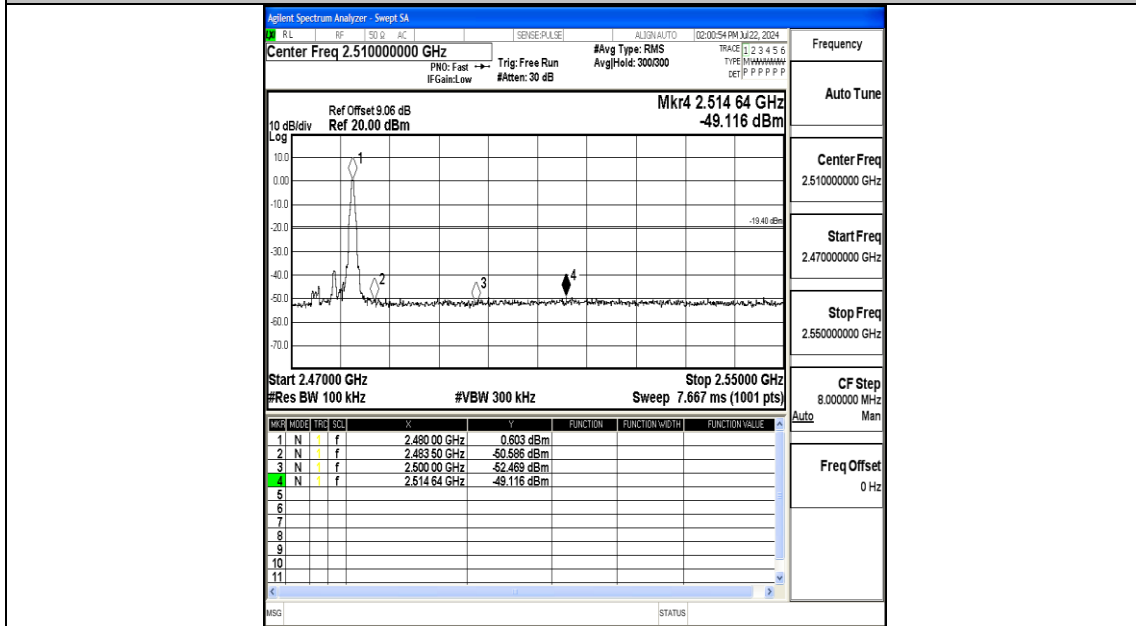 Agilent Spectrum Analyzer - Swept SA
RL RF 50 Ω AC SENSE:PULSE ALIGN AUTO 02:00:54 PM Jul 22, 2024
Center Freq 2.510000000 GHz
PNO: Fast
IFGain:Low
Trig: Free Run
#Atten: 30 dB
#Avg Type: RMS
Avg|Hold: 300/300
TRACE 1 2 3 4 5 6
TYPE MWWWWW
DET P P P P P P
Ref Offset 9.06 dB
Ref 20.00 dBm
10 dB/div
Log
Mkr4 2.514 64 GHz
-49.116 dBm
10.0
0.00
-10.0
-20.0
-30.0
-40.0
-50.0
-60.0
-70.0
1
2
3
4
-19.40 dBm
Start 2.47000 GHz
Stop 2.55000 GHz
#Res BW 100 kHz
#VBW 300 kHz
Sweep 7.667 ms (1001 pts)
MKR MODE TRC SCL X Y FUNCTION FUNCTION WIDTH FUNCTION VALUE
1 N 1 f 2.480 00 GHz 0.603 dBm
2 N 1 f 2.483 50 GHz -50.586 dBm
3 N 1 f 2.500 00 GHz -52.469 dBm
4 N 1 f 2.514 64 GHz -49.116 dBm
5
6
7
8
9
10
11
MSG
STATUS
Frequency
Auto Tune
Center Freq
2.510000000 GHz
Start Freq
2.470000000 GHz
Stop Freq
2.550000000 GHz
CF Step
8.000000 MHz
Auto Man
Freq Offset
0 Hz